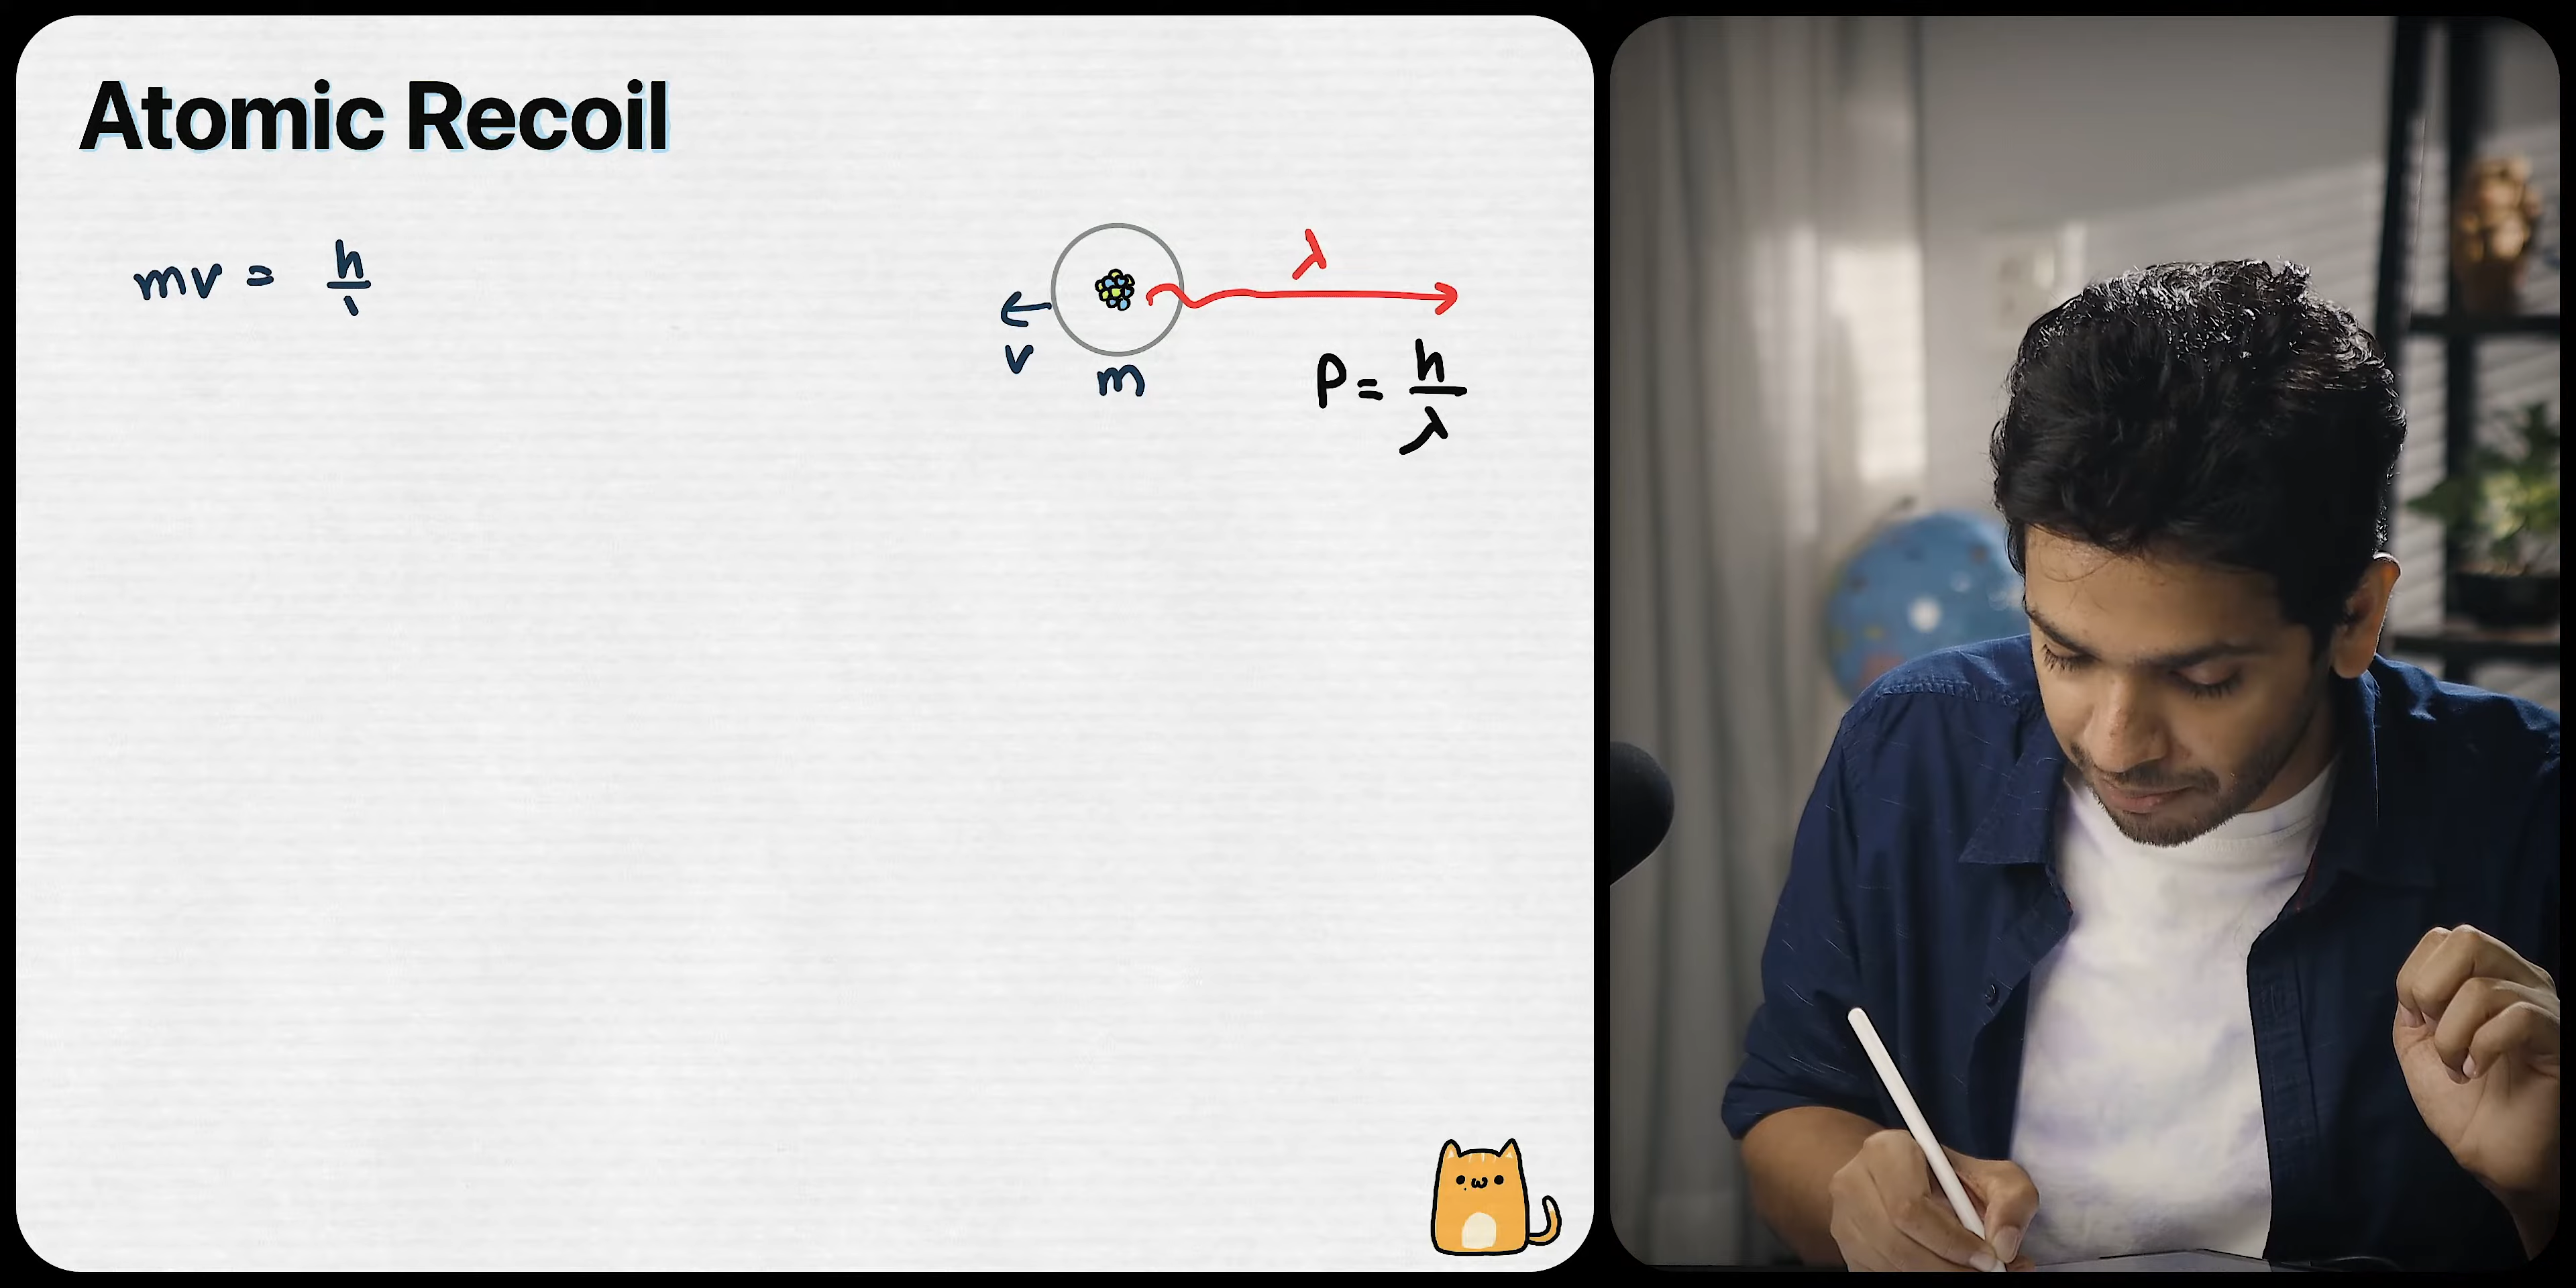 Atomic Recoil
mv = h
λ
v
m
P = h/λ